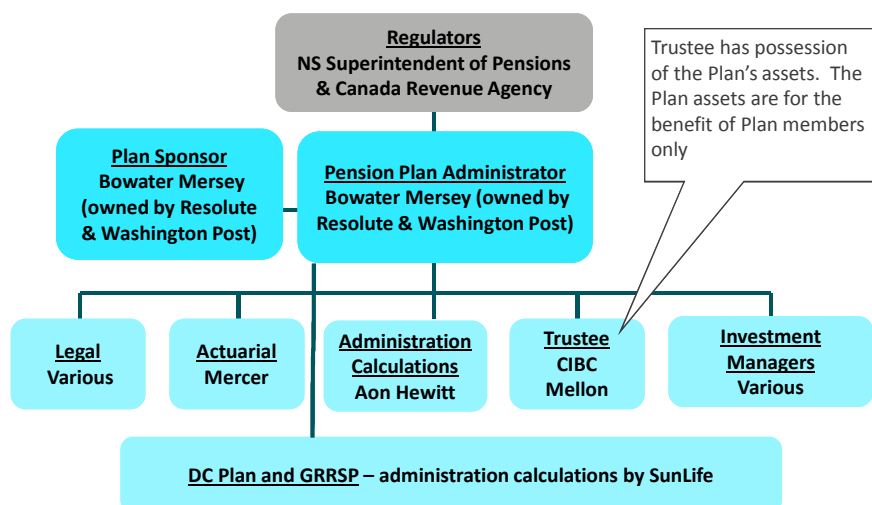 Regulators
NS Superintendent of Pensions
& Canada Revenue Agency
Trustee has possession
of the Plan's assets.  The
Plan assets are for the
benefit of Plan members
only
Plan Sponsor
Bowater Mersey
(owned by Resolute
& Washington Post)
Pension Plan Administrator
Bowater Mersey (owned by
Resolute & Washington Post)
Legal
Various
Actuarial
Mercer
Administration
Calculations
Aon Hewitt
Trustee
CIBC
Mellon
Investment
Managers
Various
DC Plan and GRRSP – administration calculations by SunLife